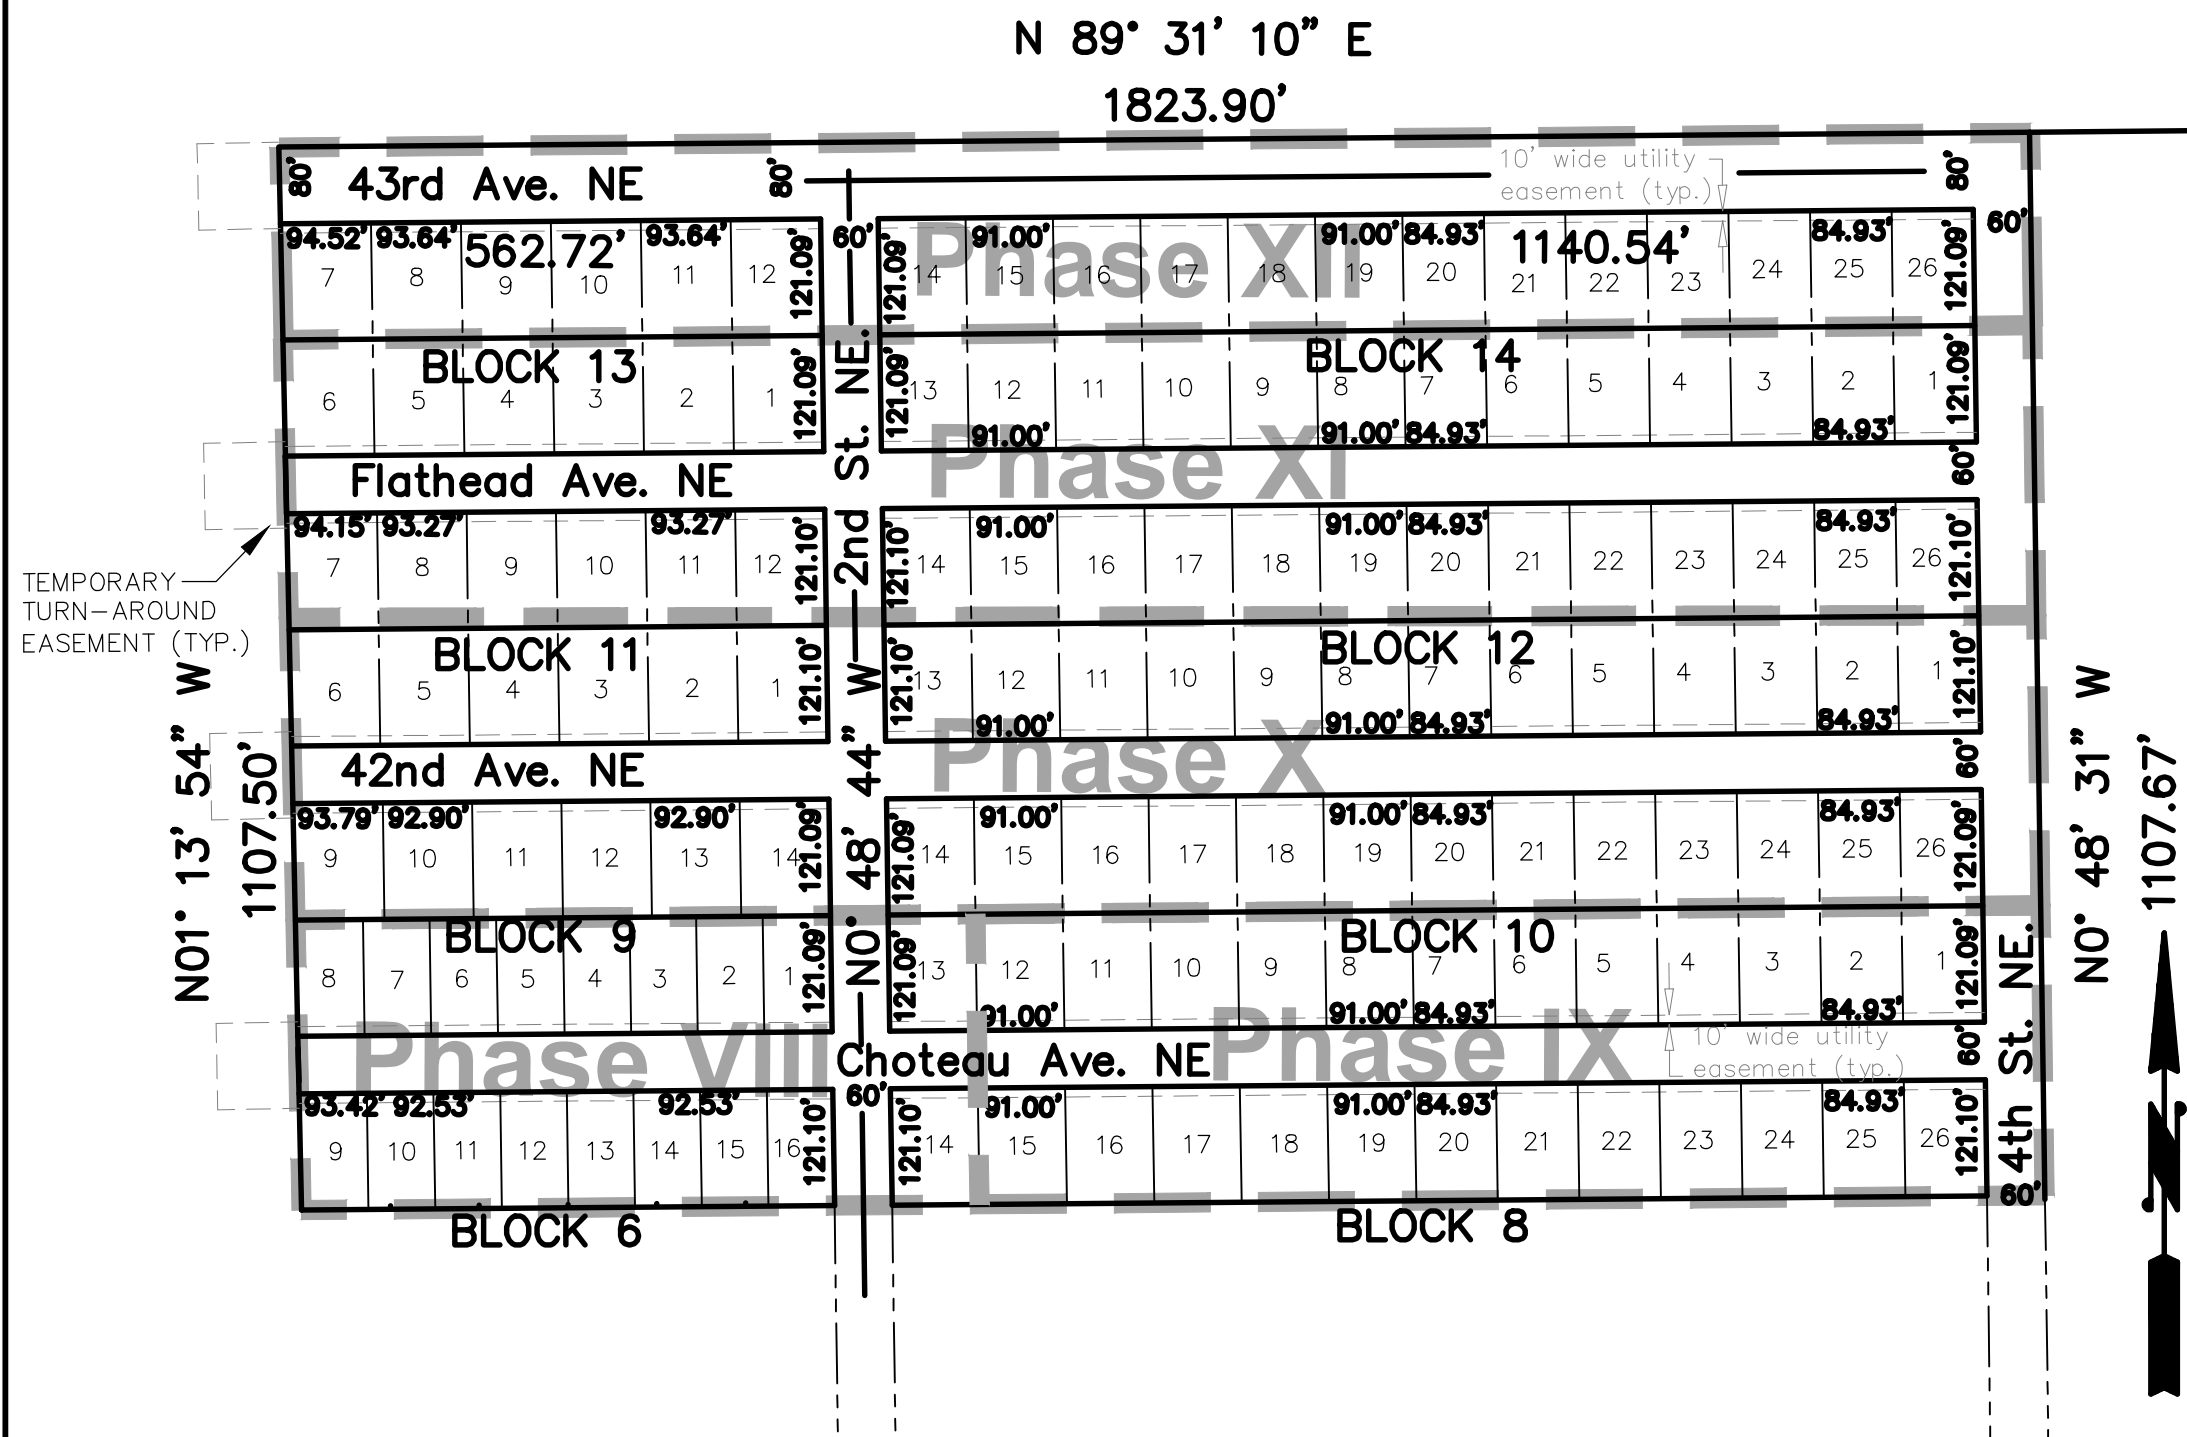 N 89° 31' 10" E
1823.90'
80' 43rd Ave. NE 80' 10' wide utility 80'
easement (typ.)
94.52' 93.64' 562.72' 93.64' 121.09' 60' 121.09' 91.00' 91.00' 84.93' 1140.54' 84.93' 121.09' 60'
Phase XII
7 8 9 10 11 12 14 15 16 17 18 19 20 21 22 23 24 25 26
BLOCK 13 BLOCK 14
6 5 4 3 2 1 121.09' 121.09' 13 12 11 10 9 8 7 6 5 4 3 2 1 121.09'
91.00' 91.00' 84.93' 84.93'
Phase XI
Flathead Ave. NE 60'
94.15' 93.27' 93.27' 91.00' 91.00' 84.93' 84.93'
7 8 9 10 11 12 121.10' 121.10' 14 15 16 17 18 19 20 21 22 23 24 25 26 121.10'
TEMPORARY
TURN-AROUND
EASEMENT (TYP.)
BLOCK 11 BLOCK 12
6 5 4 3 2 1 121.10' 121.10' 13 12 11 10 9 8 7 6 5 4 3 2 1 121.10'
91.00' 91.00' 84.93' 84.93'
Phase X
42nd Ave. NE 60'
93.79' 92.90' 92.90' 91.00' 91.00' 84.93' 84.93'
9 10 11 12 13 14 121.09' 121.09' 14 15 16 17 18 19 20 21 22 23 24 25 26 121.09'
BLOCK 9 BLOCK 10
8 7 6 5 4 3 2 1 121.09' 121.09' 13 12 11 10 9 8 7 6 5 4 3 2 1 121.09'
91.00' 91.00' 84.93' 84.93'
Phase VIII Choteau Ave. NE Phase IX 10' wide utility 60'
easement (typ.)
93.42' 92.53' 92.53' 60' 91.00' 91.00' 84.93' 84.93'
9 10 11 12 13 14 15 16 121.10' 121.10' 14 15 16 17 18 19 20 21 22 23 24 25 26 121.10'
60'
BLOCK 6 BLOCK 8
N01° 13' 54" W
1107.50'
N0° 48' 44" W 2nd St. NE.
4th St. NE.
N0° 48' 31" W
1107.67'
N